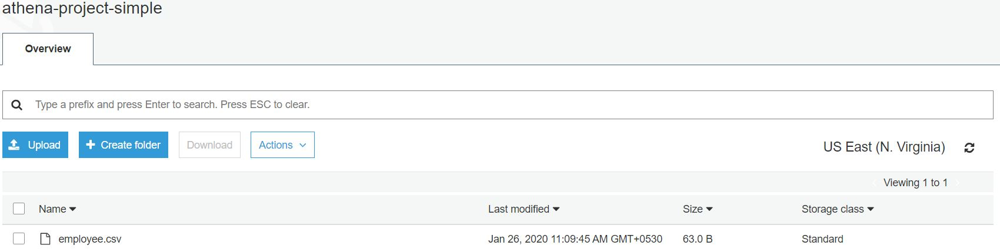 athena-project-simple
Overview
Type a prefix and press Enter to search. Press ESC to clear.
Upload Create folder Download Actions US East (N. Virginia)
Viewing 1 to 1
Name Last modified Size Storage class
employee.csv Jan 26, 2020 11:09:45 AM GMT+0530 63.0 B Standard